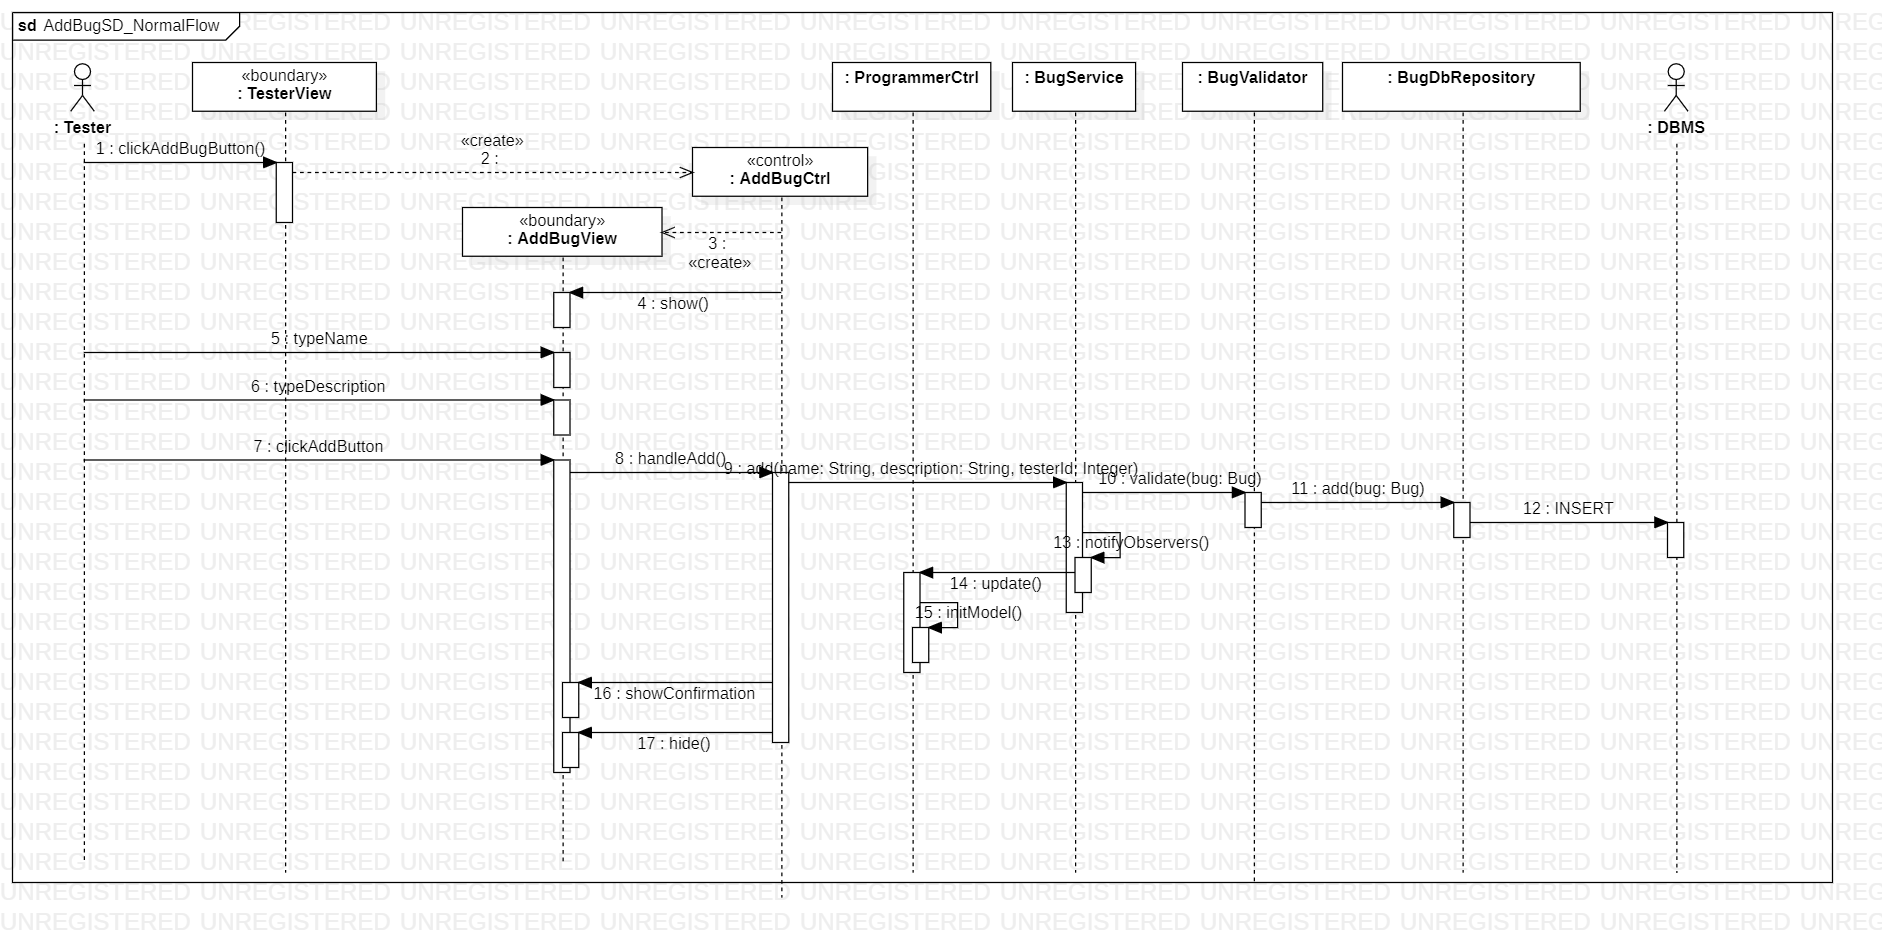 sd AddBugSD_NormalFlow
«boundary»
: TesterView
: ProgrammerCtrl
: BugService
: BugValidator
: BugDbRepository
: Tester
: DBMS
1 : clickAddBugButton()
«create»
2 :
«control»
: AddBugCtrl
«boundary»
: AddBugView
3 :
«create»
4 : show()
5 : typeName
6 : typeDescription
7 : clickAddButton
8 : handleAdd()
9 : add(name: String, description: String, testerId: Integer)
10 : validate(bug: Bug)
11 : add(bug: Bug)
12 : INSERT
13 : notifyObservers()
14 : update()
15 : initModel()
16 : showConfirmation
17 : hide()
UNREGISTERED UNREGISTERED UNREGISTERED UNREGISTERED UNREGISTERED UNREGISTERED UNREGISTERED UNREGISTERED UNREGISTERED